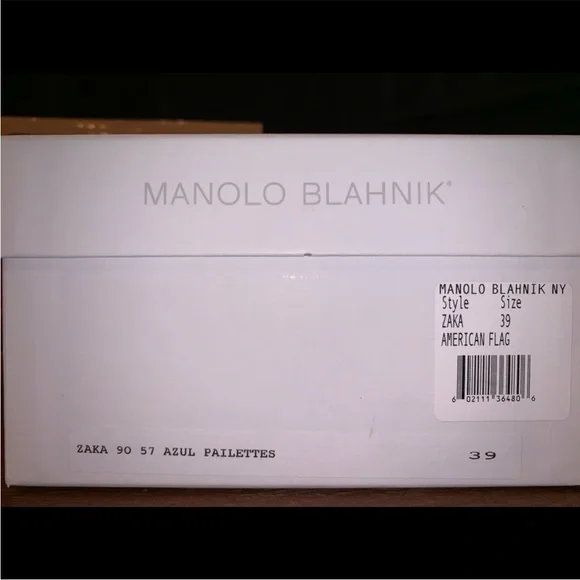 MANOLO BLAHNIK®
MANOLO BLAHNIK NY
Style Size
ZAKA 39
AMERICAN FLAG
6 02111 36480 6
ZAKA 90 57 AZUL PAILETTES 39